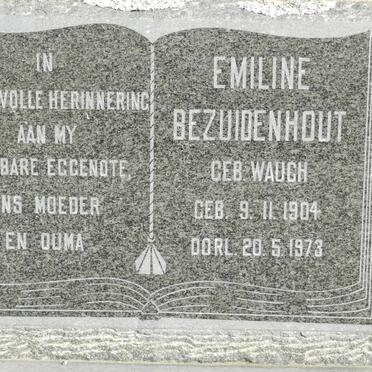 IN
VOLLE HERINNERING
AAN MY
BARE EGGENOTE,
NS MOEDER
EN OUMA
EMILINE
BEZUIDENHOUT
GEB. WAUGH
GEB. 9. 11. 1904
OORL. 20. 5. 1973